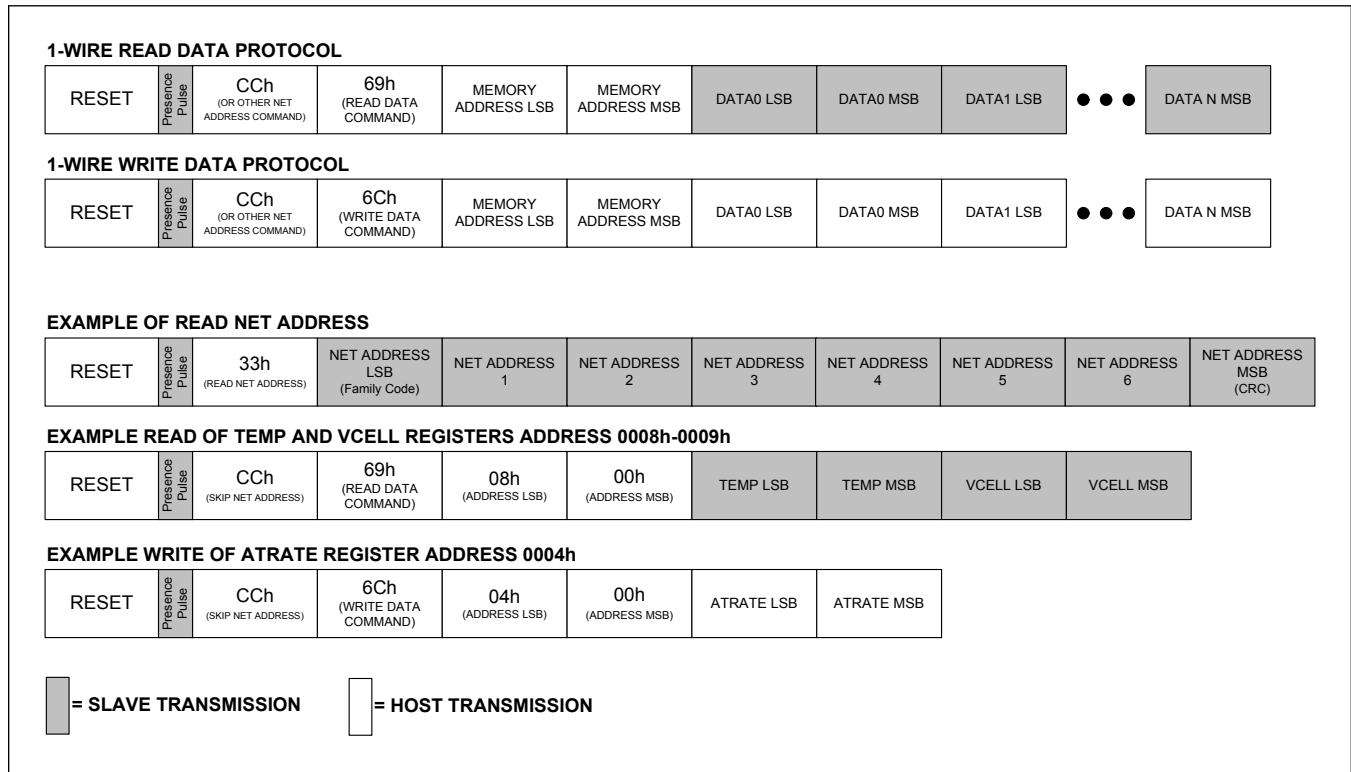 1-WIRE READ DATA PROTOCOL
RESET
Presence
Pulse
CCh
(OR OTHER NET
ADDRESS COMMAND)
69h
(READ DATA
COMMAND)
MEMORY
ADDRESS LSB
MEMORY
ADDRESS MSB
DATA0 LSB
DATA0 MSB
DATA1 LSB
DATA N MSB
1-WIRE WRITE DATA PROTOCOL
RESET
Presence
Pulse
CCh
(OR OTHER NET
ADDRESS COMMAND)
6Ch
(WRITE DATA
COMMAND)
MEMORY
ADDRESS LSB
MEMORY
ADDRESS MSB
DATA0 LSB
DATA0 MSB
DATA1 LSB
DATA N MSB
EXAMPLE OF READ NET ADDRESS
RESET
Presence
Pulse
33h
(READ NET ADDRESS)
NET ADDRESS
LSB
(Family Code)
NET ADDRESS
1
NET ADDRESS
2
NET ADDRESS
3
NET ADDRESS
4
NET ADDRESS
5
NET ADDRESS
6
NET ADDRESS
MSB
(CRC)
EXAMPLE READ OF TEMP AND VCELL REGISTERS ADDRESS 0008h-0009h
RESET
Presence
Pulse
CCh
(SKIP NET ADDRESS)
69h
(READ DATA
COMMAND)
08h
(ADDRESS LSB)
00h
(ADDRESS MSB)
TEMP LSB
TEMP MSB
VCELL LSB
VCELL MSB
EXAMPLE WRITE OF ATRATE REGISTER ADDRESS 0004h
RESET
Presence
Pulse
CCh
(SKIP NET ADDRESS)
6Ch
(WRITE DATA
COMMAND)
04h
(ADDRESS LSB)
00h
(ADDRESS MSB)
ATRATE LSB
ATRATE MSB
= SLAVE TRANSMISSION
= HOST TRANSMISSION